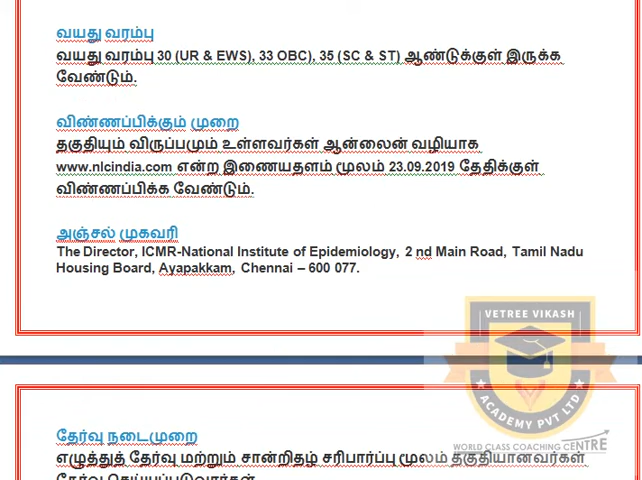 வயது வரம்பு
வயது வரம்பு 30 (UR & EWS), 33 OBC), 35 (SC & ST) ஆண்டுக்குள் இருக்க
வேண்டும்.
விண்ணப்பிக்கும் முறை
தகுதியும் விருப்பமும் உள்ளவர்கள் ஆன்லைன் வழியாக
www.nlcindia.com என்ற இணையதளம் மூலம் 23.09.2019 தேதிக்குள்
விண்ணப்பிக்க வேண்டும்.
அஞ்சல் முகவரி
The Director, ICMR-National Institute of Epidemiology, 2 nd Main Road, Tamil Nadu
Housing Board, Ayapakkam, Chennai – 600 077.
VETREE VIKASH
ACADEMY PVT LTD
WORLD CLASS COACHING CENTRE
தேர்வு நடைமுறை
எழுத்துத் தேர்வு மற்றும் சான்றிதழ் சரிபார்ப்பு மூலம் தகுதியானவர்கள்
தேர்வு செய்யப்படுவார்கள்.